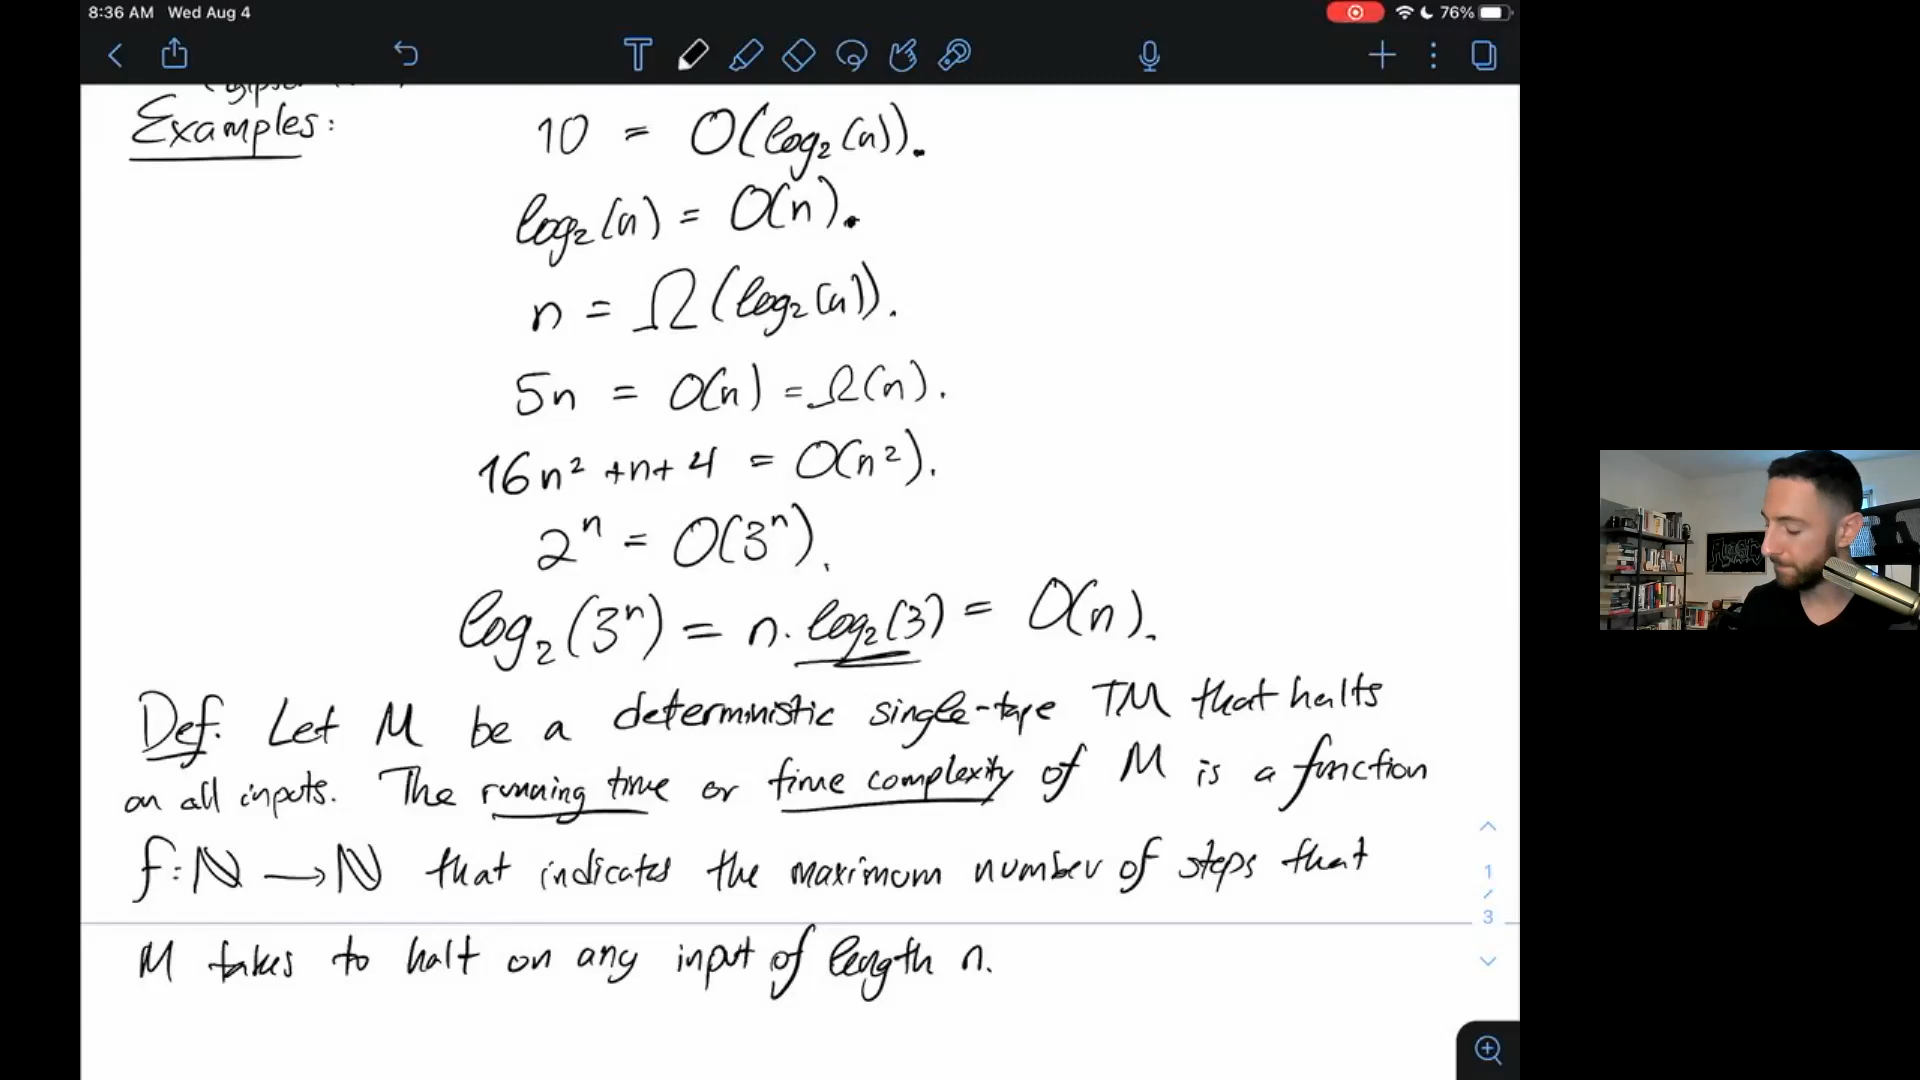 8:36 AM Wed Aug 4
76%
Examples:
10 = O(log₂(n)).
log₂(n) = O(n).
n = Ω(log₂(n)).
5n = O(n) = Ω(n).
16n² +n+ 4 = O(n²).
2ⁿ = O(3ⁿ).
log₂(3ⁿ) = n. log₂(3) = O(n).
Def. Let M be a deterministic single-tape TM that halts
on all inputs. The running time or time complexity of M is a function
f: ℕ → ℕ that indicates the maximum number of steps that
M takes to halt on any input of length n.
1
/
3